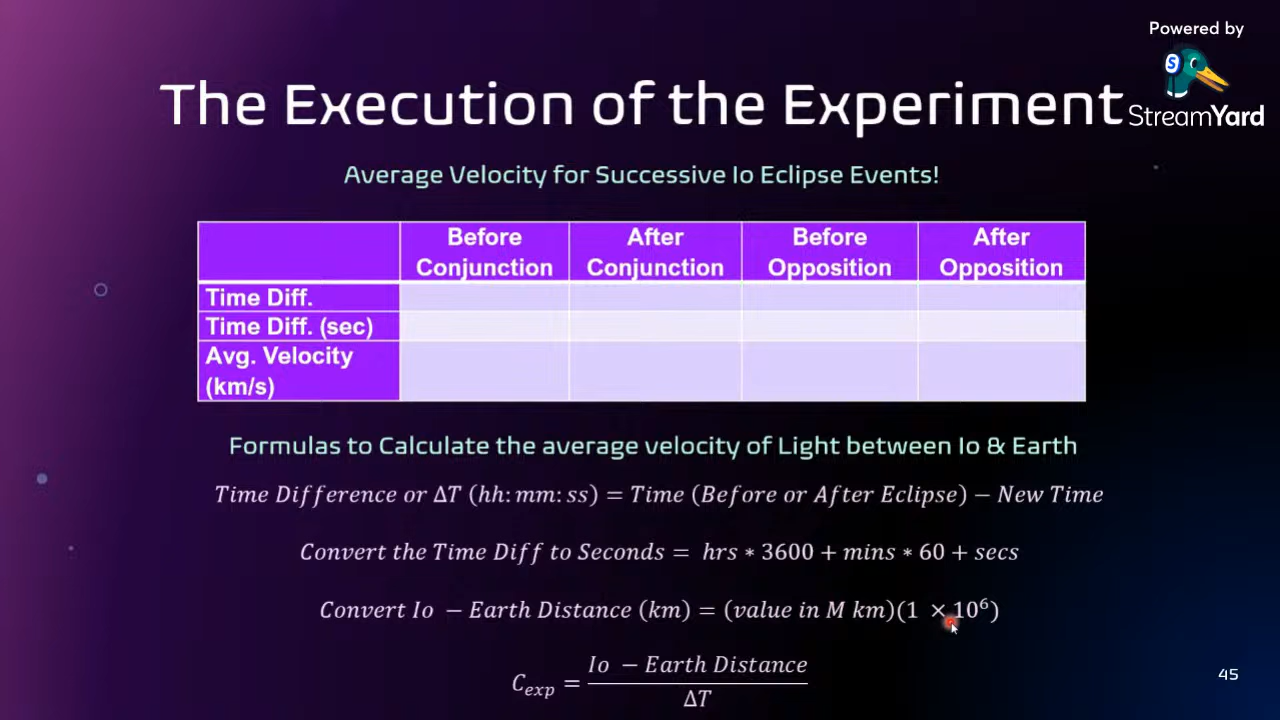 Powered by
StreamYard
The Execution of the Experiment
Average Velocity for Successive Io Eclipse Events!
Before Conjunction After Conjunction Before Opposition After Opposition
Time Diff.
Time Diff. (sec)
Avg. Velocity (km/s)
Formulas to Calculate the average velocity of Light between Io & Earth
Time Difference or ΔT (hh: mm: ss) = Time (Before or After Eclipse) − New Time
Convert the Time Diff to Seconds = hrs * 3600 + mins * 60 + secs
Convert Io − Earth Distance (km) = (value in M km)(1 × 10⁶)
C_exp = Io − Earth Distance / ΔT
45